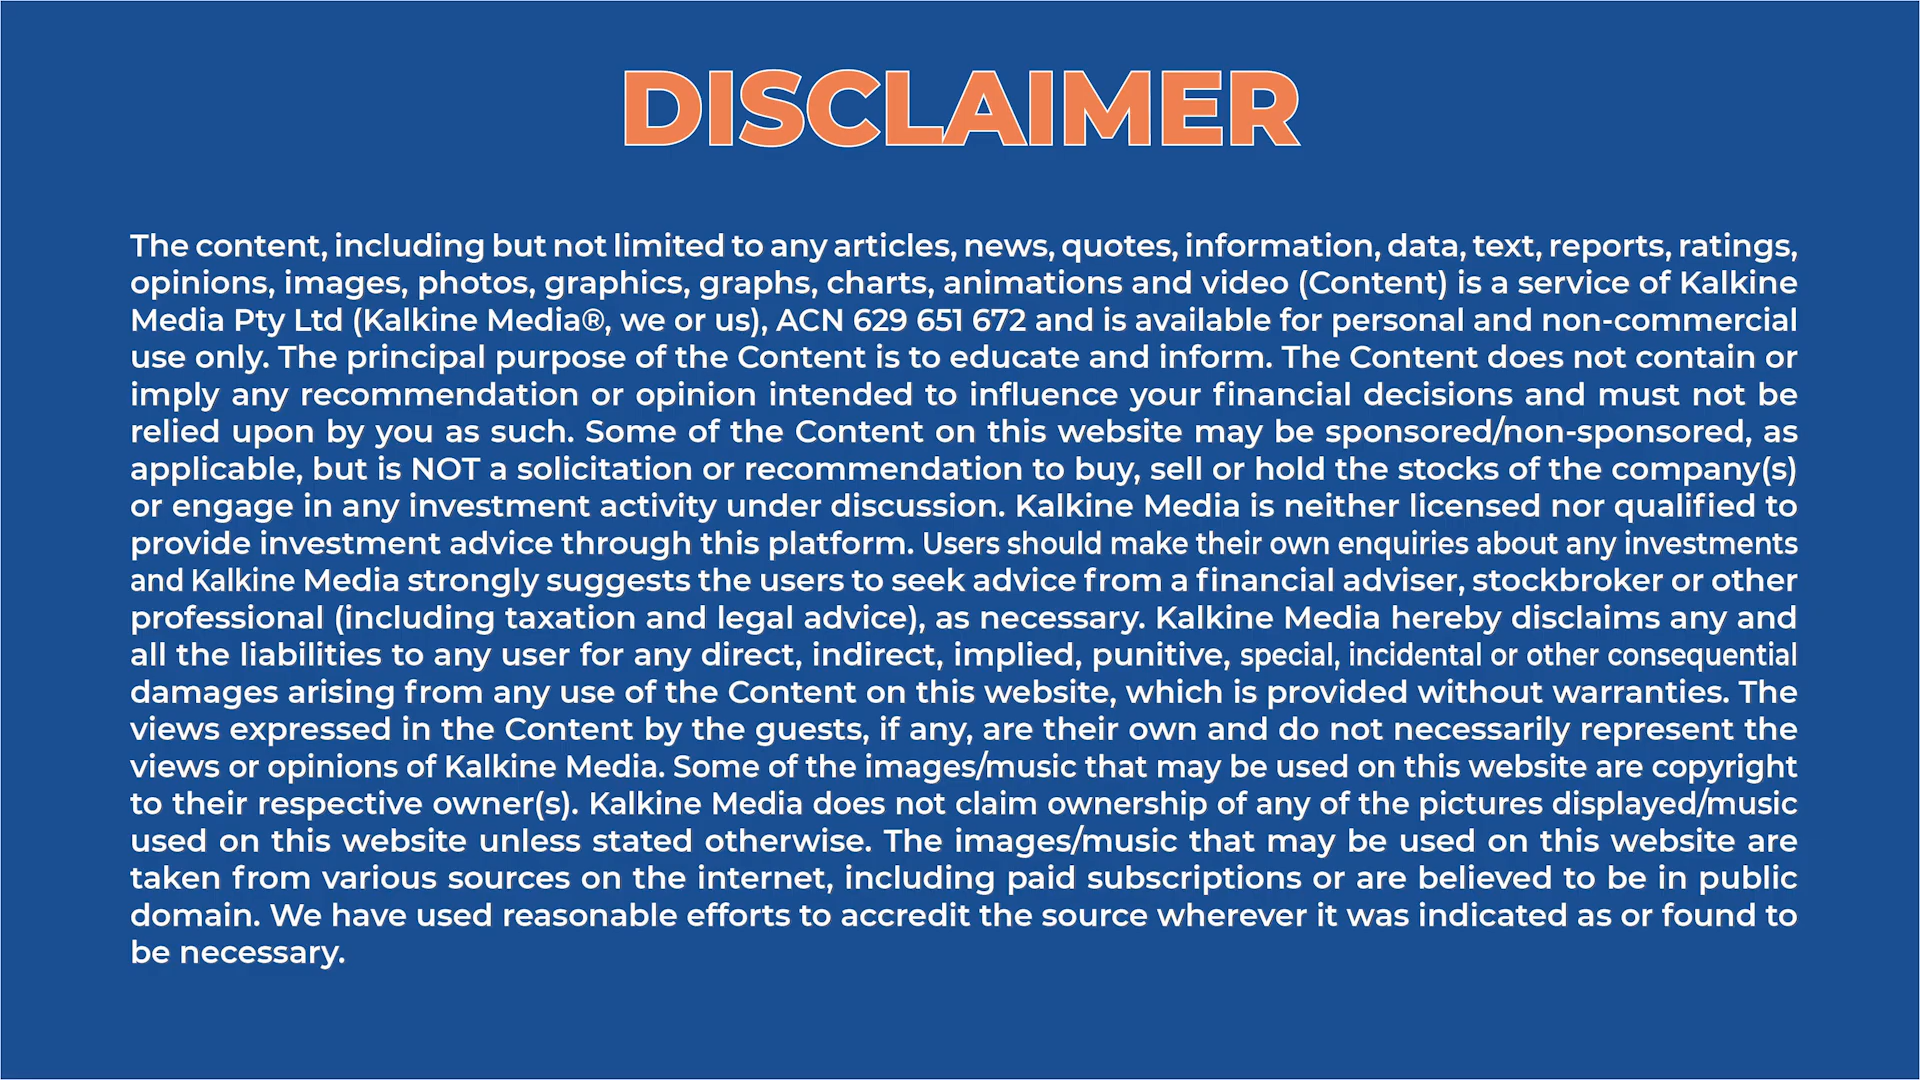 DISCLAIMER
The content, including but not limited to any articles, news, quotes, information, data, text, reports, ratings,
opinions, images, photos, graphics, graphs, charts, animations and video (Content) is a service of Kalkine
Media Pty Ltd (Kalkine Media®, we or us), ACN 629 651 672 and is available for personal and non-commercial
use only. The principal purpose of the Content is to educate and inform. The Content does not contain or
imply any recommendation or opinion intended to influence your financial decisions and must not be
relied upon by you as such. Some of the Content on this website may be sponsored/non-sponsored, as
applicable, but is NOT a solicitation or recommendation to buy, sell or hold the stocks of the company(s)
or engage in any investment activity under discussion. Kalkine Media is neither licensed nor qualified to
provide investment advice through this platform. Users should make their own enquiries about any investments
and Kalkine Media strongly suggests the users to seek advice from a financial adviser, stockbroker or other
professional (including taxation and legal advice), as necessary. Kalkine Media hereby disclaims any and
all the liabilities to any user for any direct, indirect, implied, punitive, special, incidental or other consequential
damages arising from any use of the Content on this website, which is provided without warranties. The
views expressed in the Content by the guests, if any, are their own and do not necessarily represent the
views or opinions of Kalkine Media. Some of the images/music that may be used on this website are copyright
to their respective owner(s). Kalkine Media does not claim ownership of any of the pictures displayed/music
used on this website unless stated otherwise. The images/music that may be used on this website are
taken from various sources on the internet, including paid subscriptions or are believed to be in public
domain. We have used reasonable efforts to accredit the source wherever it was indicated as or found to
be necessary.